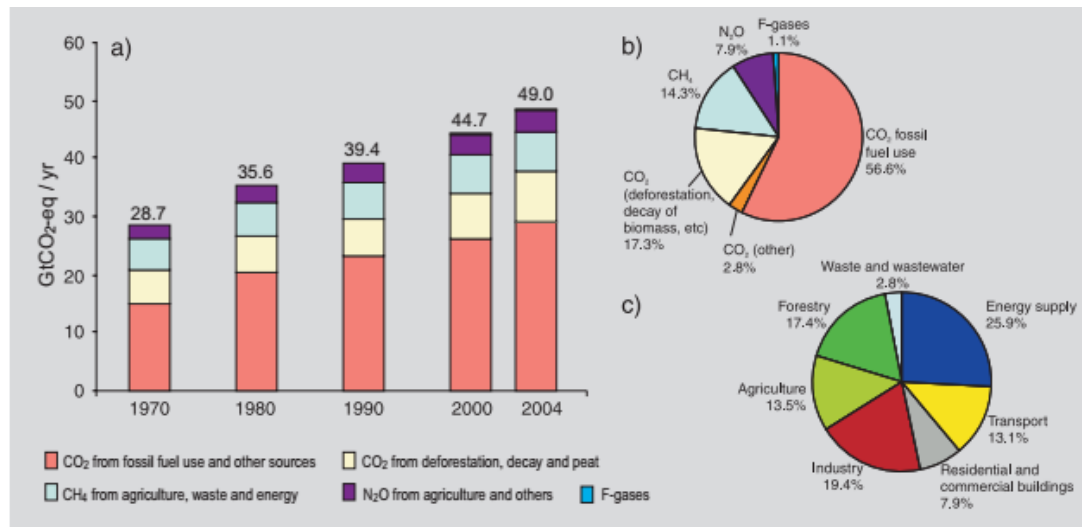 a)
GtCO₂-eq / yr
60
50
40
30
20
10
0
28.7
35.6
39.4
44.7
49.0
1970
1980
1990
2000
2004
CO₂ from fossil fuel use and other sources
CO₂ from deforestation, decay and peat
CH₄ from agriculture, waste and energy
N₂O from agriculture and others
F-gases
b)
F-gases
1.1%
N₂O
7.9%
CH₄
14.3%
CO₂ fossil
fuel use
56.6%
CO₂
(deforestation,
decay of
biomass, etc)
17.3%
CO₂ (other)
2.8%
c)
Waste and wastewater
2.8%
Forestry
17.4%
Energy supply
25.9%
Agriculture
13.5%
Transport
13.1%
Industry
19.4%
Residential and
commercial buildings
7.9%